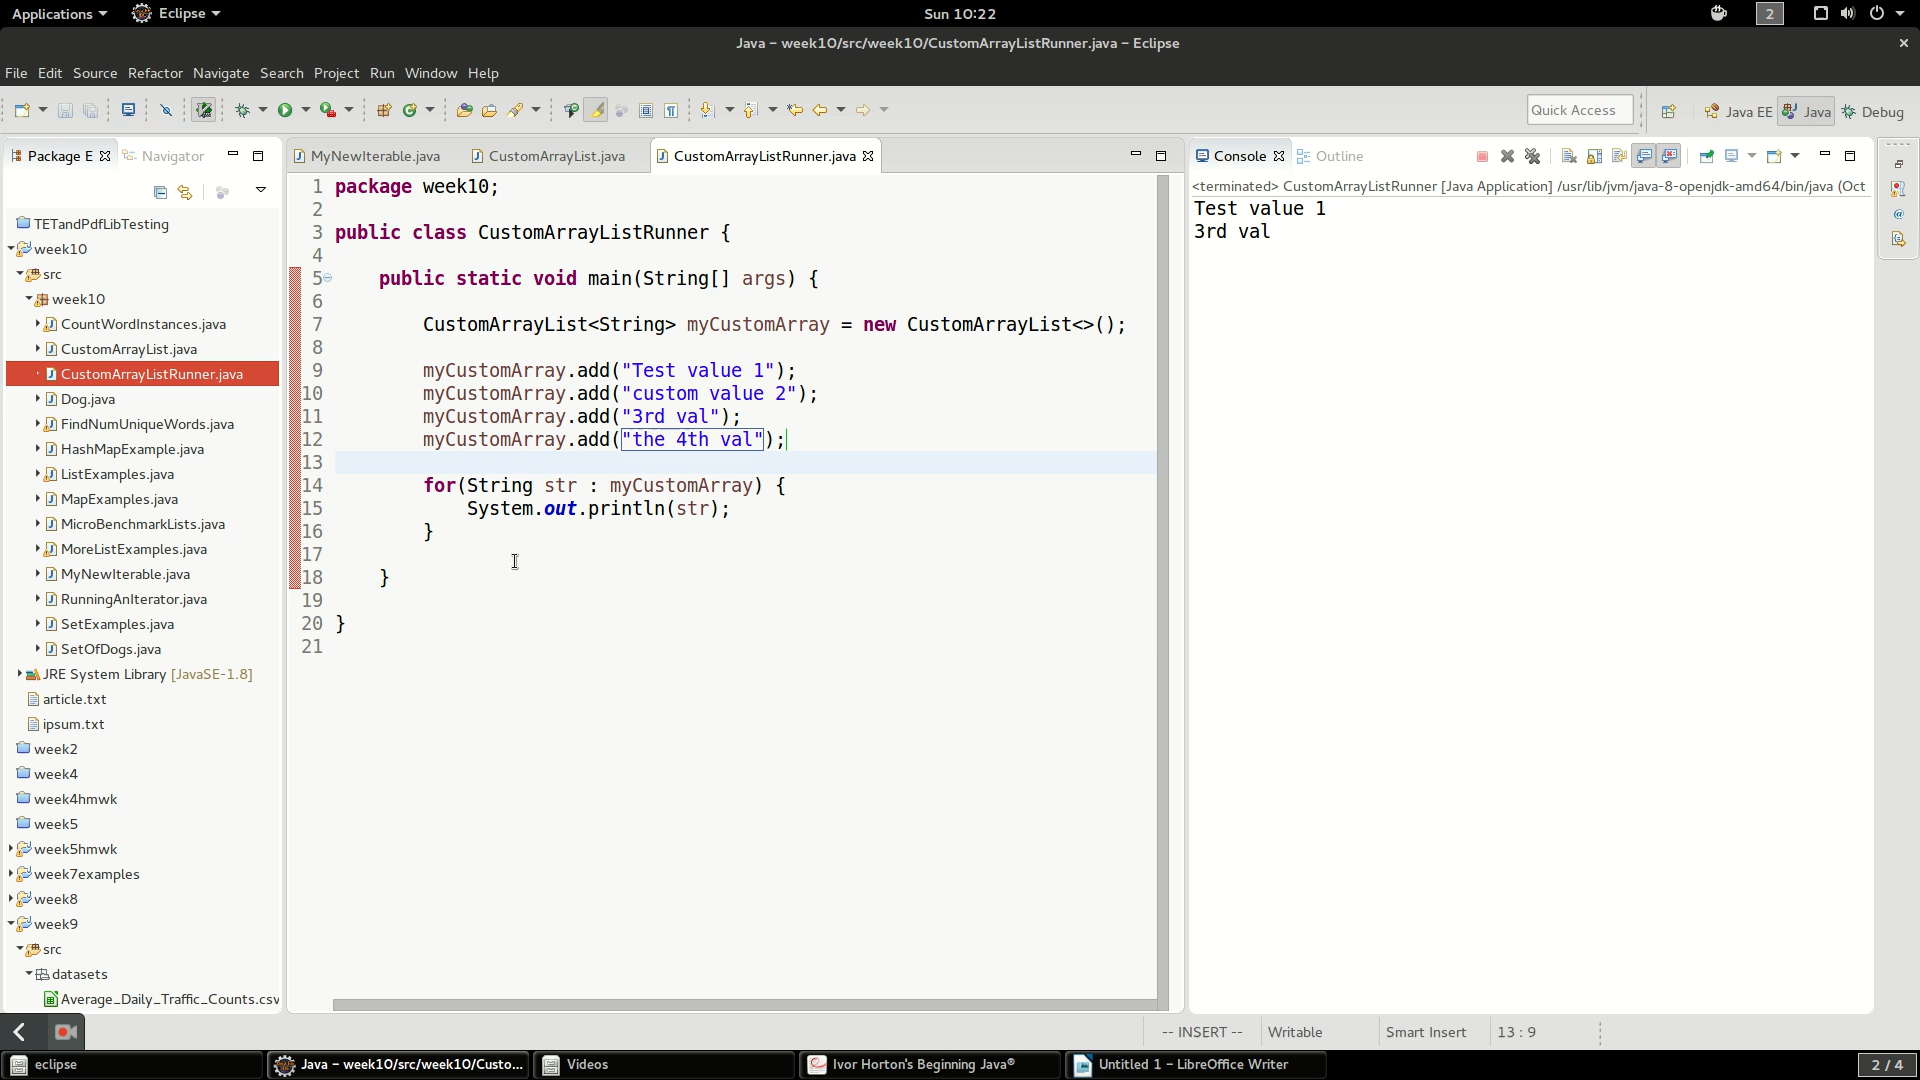 Applications
Eclipse
Sun 10:22
2
Java – week10/src/week10/CustomArrayListRunner.java – Eclipse
File Edit Source Refactor Navigate Search Project Run Window Help
Quick Access
Java EE
Java
Debug
Package E
Navigator
MyNewIterable.java
CustomArrayList.java
CustomArrayListRunner.java
Console
Outline
TETandPdfLibTesting
week10
src
week10
CountWordInstances.java
CustomArrayList.java
CustomArrayListRunner.java
Dog.java
FindNumUniqueWords.java
HashMapExample.java
ListExamples.java
MapExamples.java
MicroBenchmarkLists.java
MoreListExamples.java
MyNewIterable.java
RunningAnIterator.java
SetExamples.java
SetOfDogs.java
JRE System Library [JavaSE-1.8]
article.txt
ipsum.txt
week2
week4
week4hmwk
week5
week5hmwk
week7examples
week8
week9
src
datasets
Average_Daily_Traffic_Counts.csv
1 package week10;
2
3 public class CustomArrayListRunner {
4
5 public static void main(String[] args) {
6
7 CustomArrayList<String> myCustomArray = new CustomArrayList<>();
8
9 myCustomArray.add("Test value 1");
10 myCustomArray.add("custom value 2");
11 myCustomArray.add("3rd val");
12 myCustomArray.add("the 4th val");
13
14 for(String str : myCustomArray) {
15 System.out.println(str);
16 }
17
18 }
19
20 }
21
<terminated> CustomArrayListRunner [Java Application] /usr/lib/jvm/java-8-openjdk-amd64/bin/java (Oct
Test value 1
3rd val
-- INSERT --
Writable
Smart Insert
13 : 9
eclipse
Java – week10/src/week10/Custo...
Videos
Ivor Horton's Beginning Java®
Untitled 1 – LibreOffice Writer
2 / 4